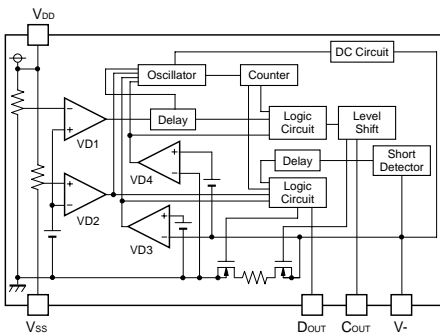 VDD
DC Circuit
Oscillator
Counter
Delay
Logic
Circuit
Level
Shift
VD1
VD4
Delay
Short
Detector
Logic
Circuit
VD2
VD3
VSS
DOUT
COUT
V-